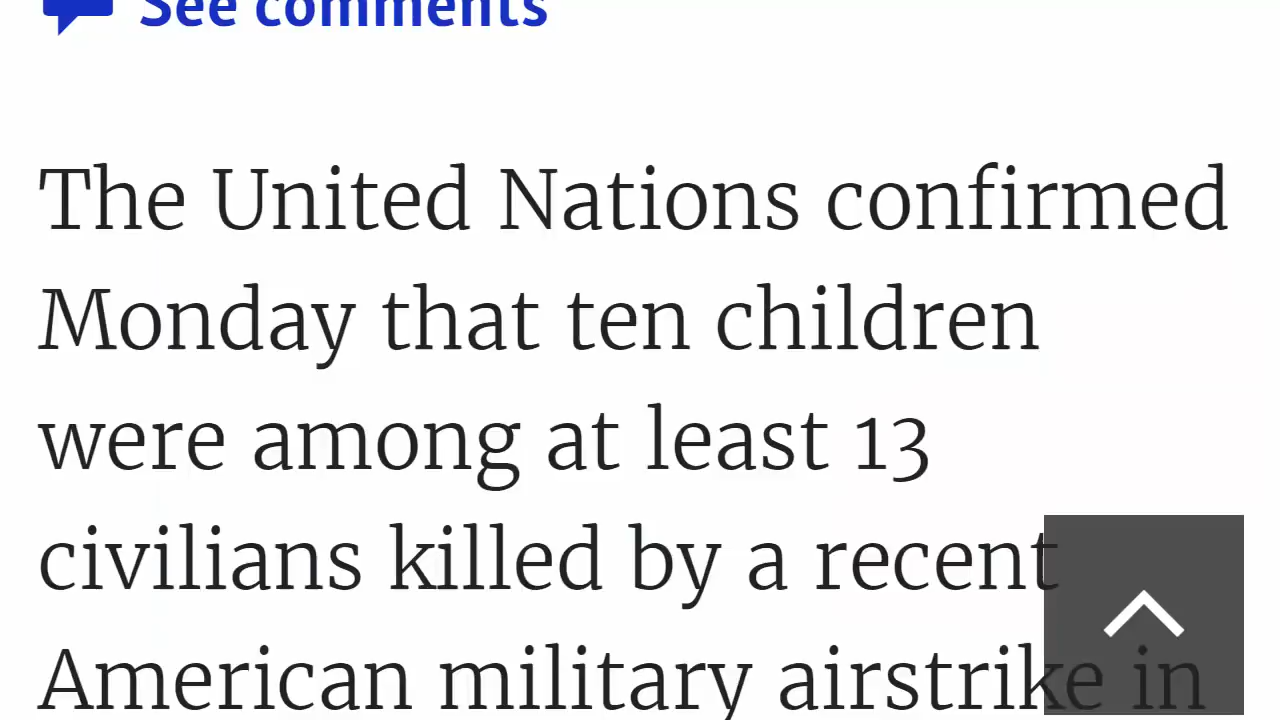 See comments
The United Nations confirmed
Monday that ten children
were among at least 13
civilians killed by a recent
American military airstrike in